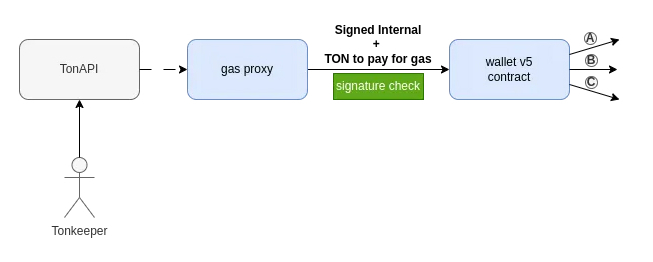 Signed Internal
+
TON to pay for gas
TonAPI
gas proxy
signature check
wallet v5
contract
A
B
C
Tonkeeper